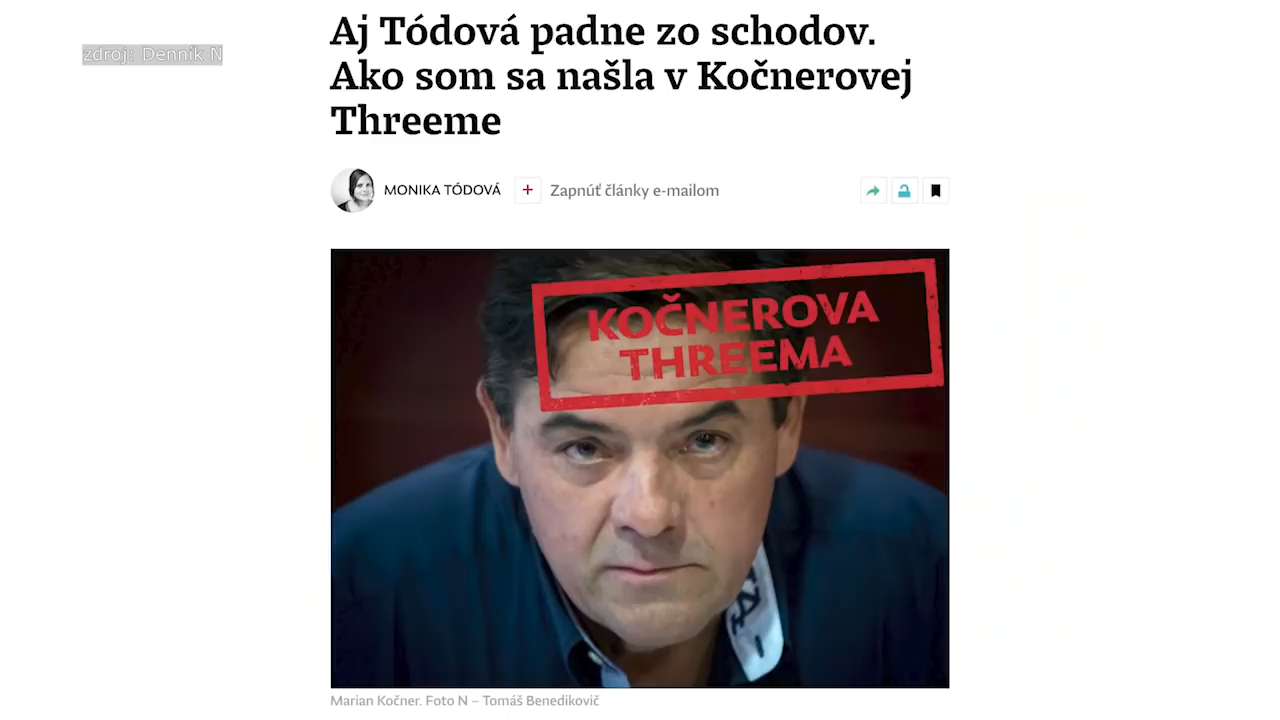 zdroj: Dennik N
Aj Tódová padne zo schodov.
Ako som sa našla v Kočnerovej
Threeme
MONIKA TÓDOVÁ
+ Zapnúť články e-mailom
KOČNEROVA
THREEMA
Marian Kočner. Foto N – Tomáš Benedikovič